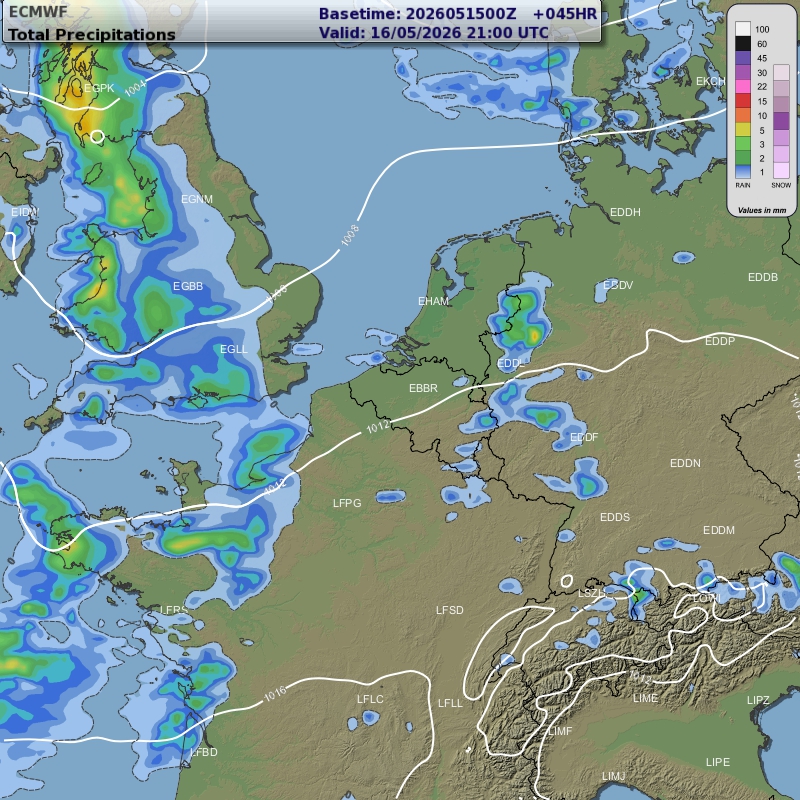 ECMWF
Basetime: 2026051500Z +045HR
Total Precipitations
Valid: 16/05/2026 21:00 UTC
100
60
45
30
22
15
10
5
3
2
1
RAIN
SNOW
Values in mm
EGPK
1004
EKCH
EGNM
EIDW
EDDH
1008
EGBB
EDDB
EHAM
EDDP
EGLL
EDDL
EBBR
1012
EDDF
EDDN
1012
LFPG
EDDS
EDDM
LSZH
LOWI
LFRS
LFSD
1012
1016
LFLC
LFLL
LIME
LIPZ
LIMF
LFBD
LIPE
LIMJ